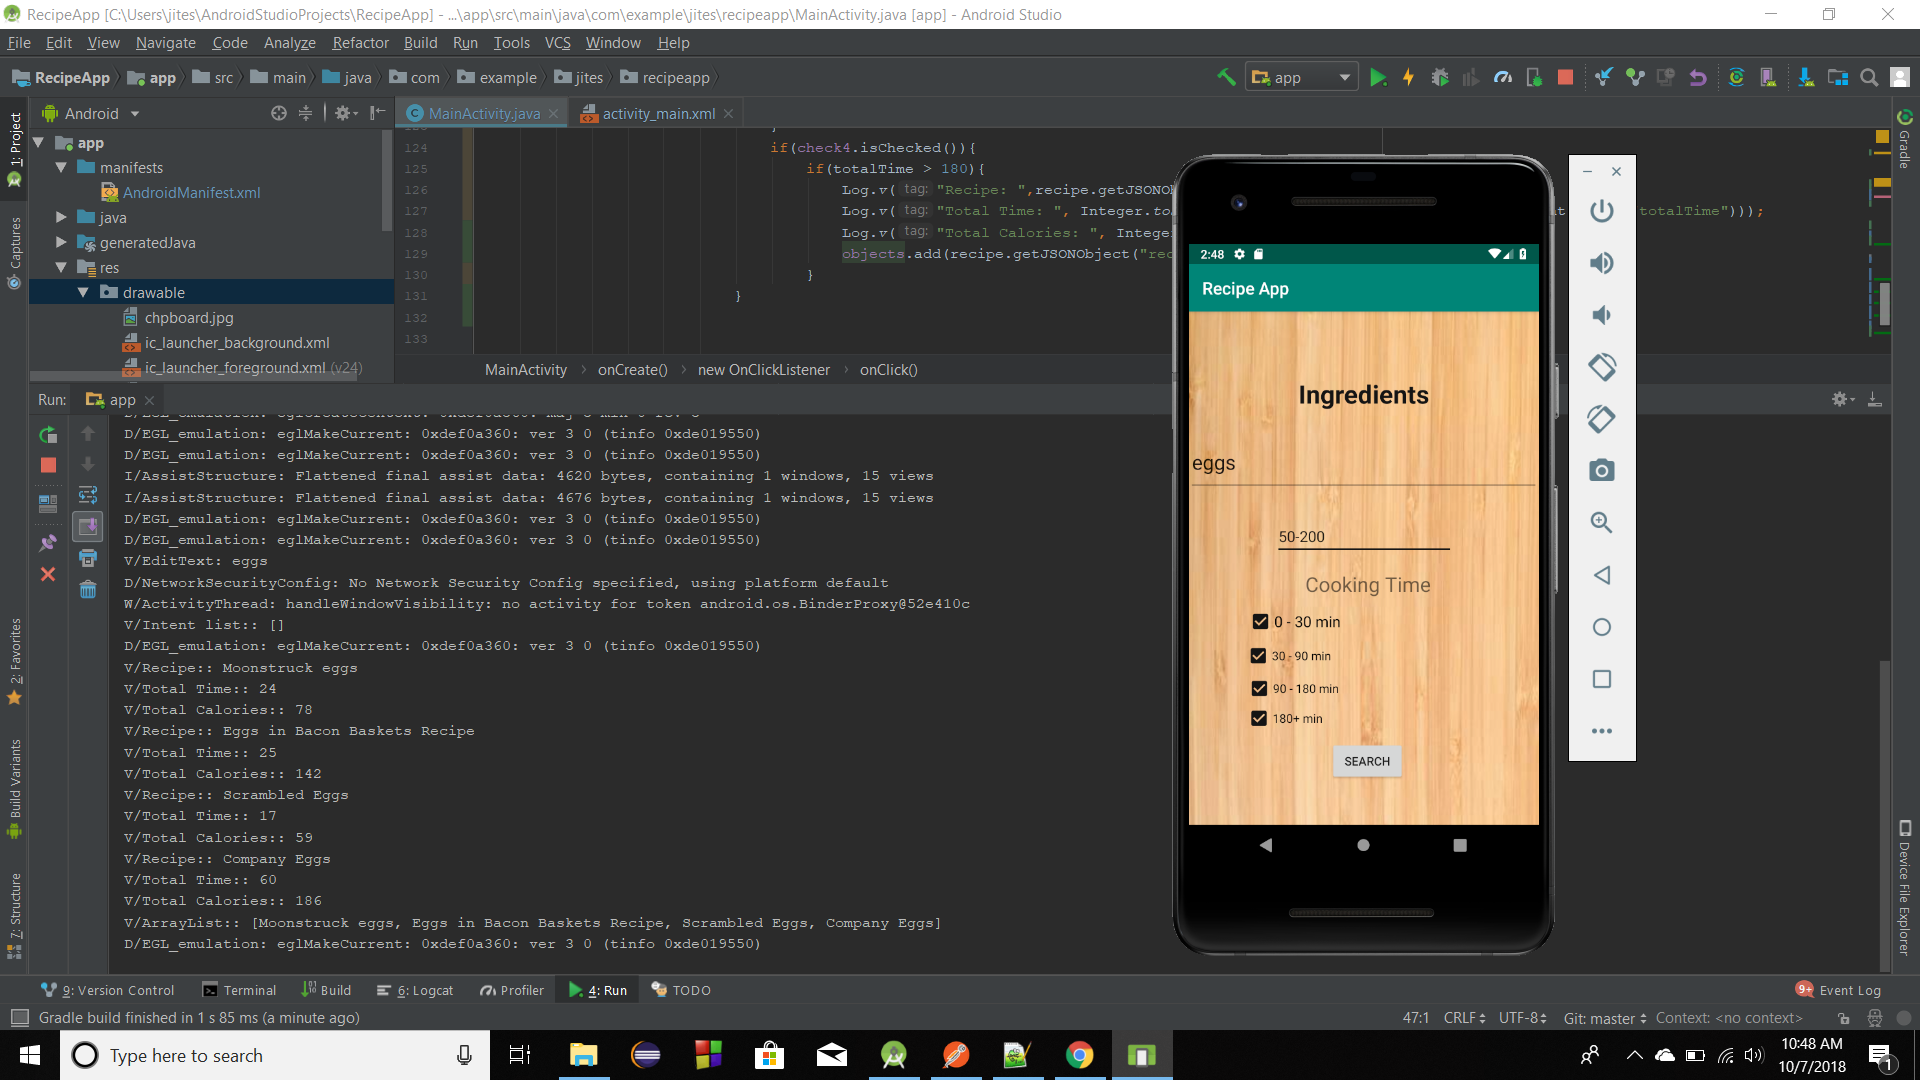 RecipeApp [C:\Users\jites\AndroidStudioProjects\RecipeApp] - ...\app\src\main\java\com\example\jites\recipeapp\MainActivity.java [app] - Android Studio
File Edit View Navigate Code Analyze Refactor Build Run Tools VCS Window Help
RecipeApp app src main java com example jites recipeapp
app
Android
MainActivity.java
activity_main.xml
1: Project
Captures
2: Favorites
Build Variants
7: Structure
app
manifests
AndroidManifest.xml
java
generatedJava
res
drawable
chpboard.jpg
ic_launcher_background.xml
ic_launcher_foreground.xml (v24)
124 if(check4.isChecked()){
125 if(totalTime > 180){
126 Log.v( tag: "Recipe: ",recipe.getJSONOb
127 Log.v( tag: "Total Time: ", Integer.to totalTime")));
128 Log.v( tag: "Total Calories: ", Integer
129 objects.add(recipe.getJSONObject("rec
130 }
131 }
132
133
MainActivity › onCreate() › new OnClickListener › onClick()
Run: app
D/EGL_emulation: eglMakeCurrent: 0xdef0a360: ver 3 0 (tinfo 0xde019550)
D/EGL_emulation: eglMakeCurrent: 0xdef0a360: ver 3 0 (tinfo 0xde019550)
I/AssistStructure: Flattened final assist data: 4620 bytes, containing 1 windows, 15 views
I/AssistStructure: Flattened final assist data: 4676 bytes, containing 1 windows, 15 views
D/EGL_emulation: eglMakeCurrent: 0xdef0a360: ver 3 0 (tinfo 0xde019550)
D/EGL_emulation: eglMakeCurrent: 0xdef0a360: ver 3 0 (tinfo 0xde019550)
V/EditText: eggs
D/NetworkSecurityConfig: No Network Security Config specified, using platform default
W/ActivityThread: handleWindowVisibility: no activity for token android.os.BinderProxy@52e410c
V/Intent list:: []
D/EGL_emulation: eglMakeCurrent: 0xdef0a360: ver 3 0 (tinfo 0xde019550)
V/Recipe:: Moonstruck eggs
V/Total Time:: 24
V/Total Calories:: 78
V/Recipe:: Eggs in Bacon Baskets Recipe
V/Total Time:: 25
V/Total Calories:: 142
V/Recipe:: Scrambled Eggs
V/Total Time:: 17
V/Total Calories:: 59
V/Recipe:: Company Eggs
V/Total Time:: 60
V/Total Calories:: 186
V/ArrayList:: [Moonstruck eggs, Eggs in Bacon Baskets Recipe, Scrambled Eggs, Company Eggs]
D/EGL_emulation: eglMakeCurrent: 0xdef0a360: ver 3 0 (tinfo 0xde019550)
2:48
Recipe App
Ingredients
eggs
50-200
Cooking Time
0 - 30 min
30 - 90 min
90 - 180 min
180+ min
SEARCH
Gradle
Device File Explorer
9: Version Control Terminal Build 6: Logcat Profiler 4: Run TODO
9+ Event Log
Gradle build finished in 1 s 85 ms (a minute ago)
47:1 CRLF UTF-8 Git: master Context: <no context>
Type here to search
10:48 AM
10/7/2018
1